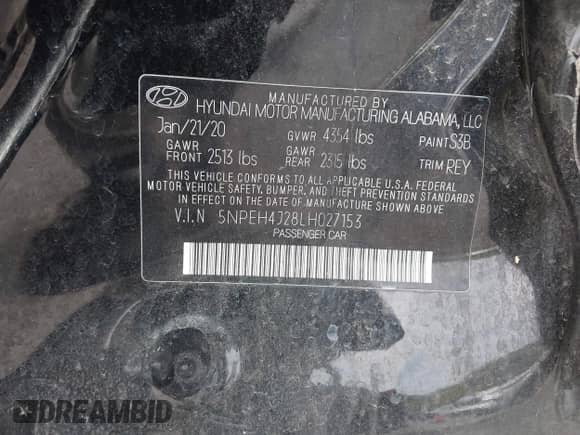 MANUFACTURED BY
HYUNDAI MOTOR MANUFACTURING ALABAMA, LLC
Jan/21/20 GVWR 4354 lbs PAINT S3B
GAWR FRONT 2513 lbs GAWR REAR 2315 lbs TRIM REY
THIS VEHICLE CONFORMS TO ALL APPLICABLE U.S.A. FEDERAL
MOTOR VEHICLE SAFETY, BUMPER, AND THEFT PREVENTION STANDARDS
IN EFFECT ON THE DATE OF MANUFACTURE SHOWN ABOVE.
V.I.N 5NPEH4J28LH027153
PASSENGER CAR
DREAMBID